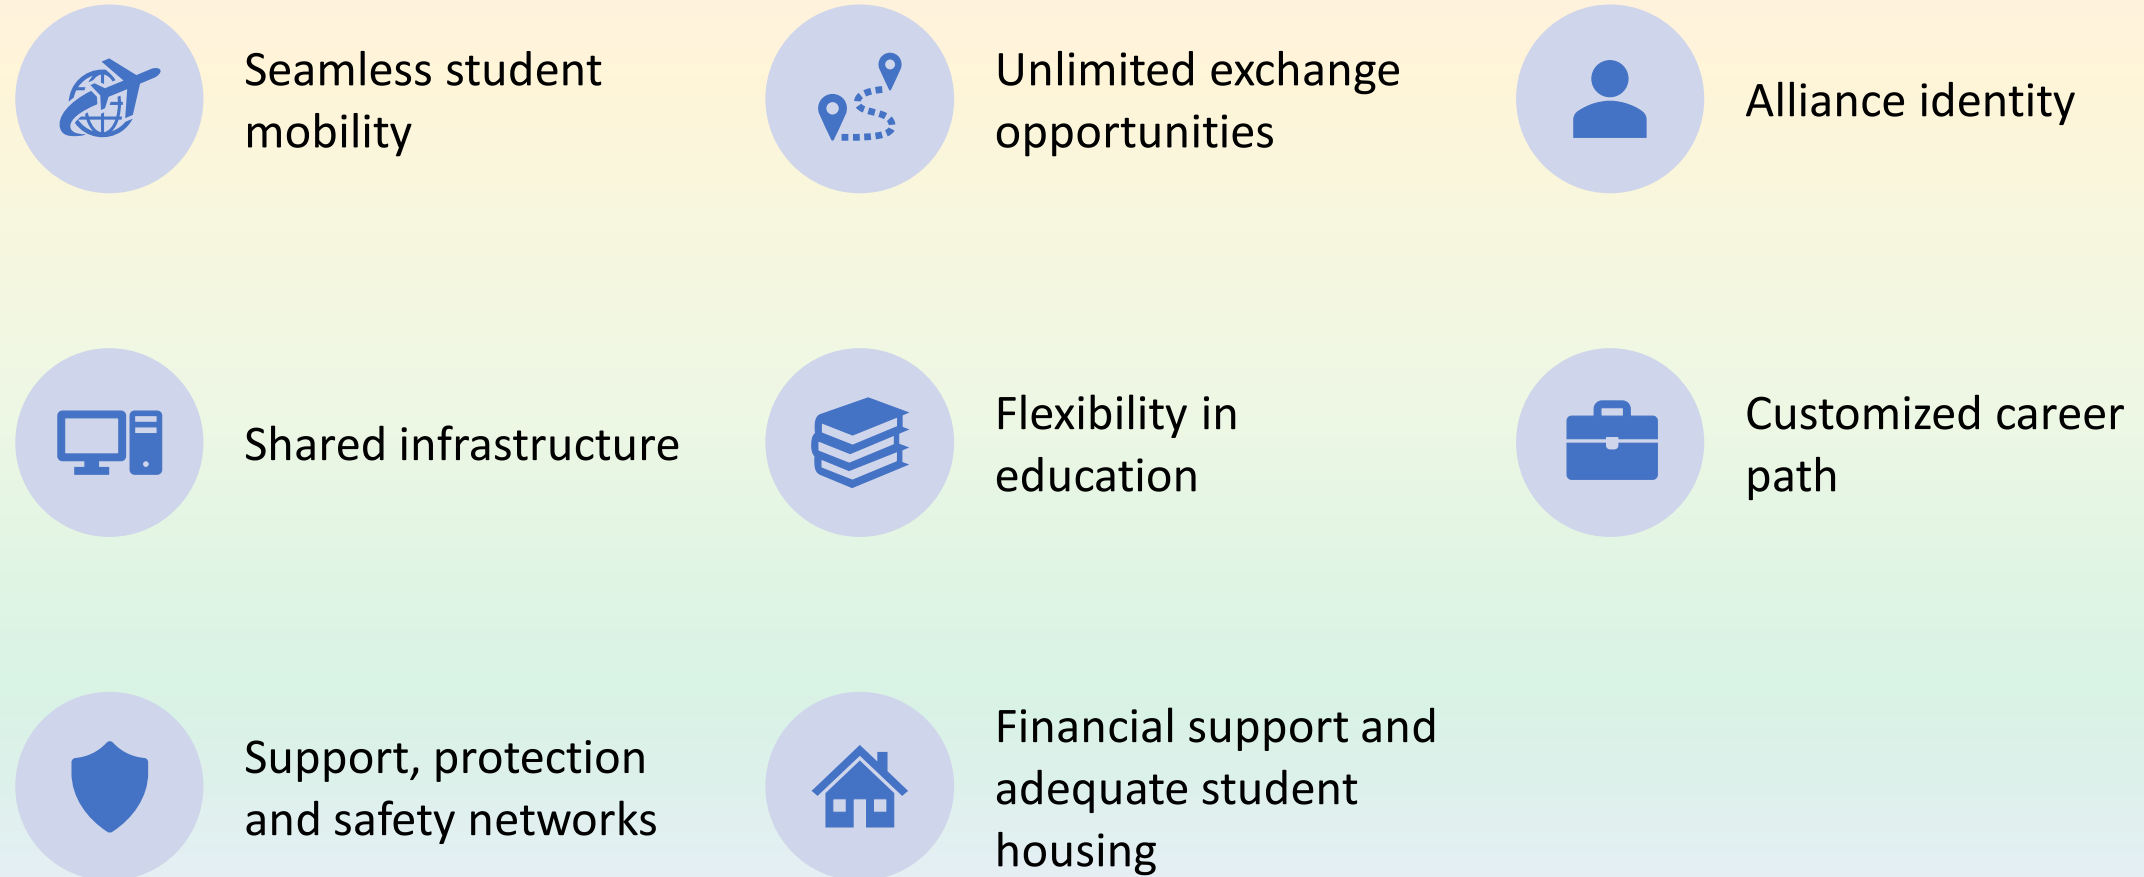 Seamless student
mobility
Unlimited exchange
opportunities
Alliance identity
Shared infrastructure
Flexibility in
education
Customized career
path
Support, protection
and safety networks
Financial support and
adequate student
housing